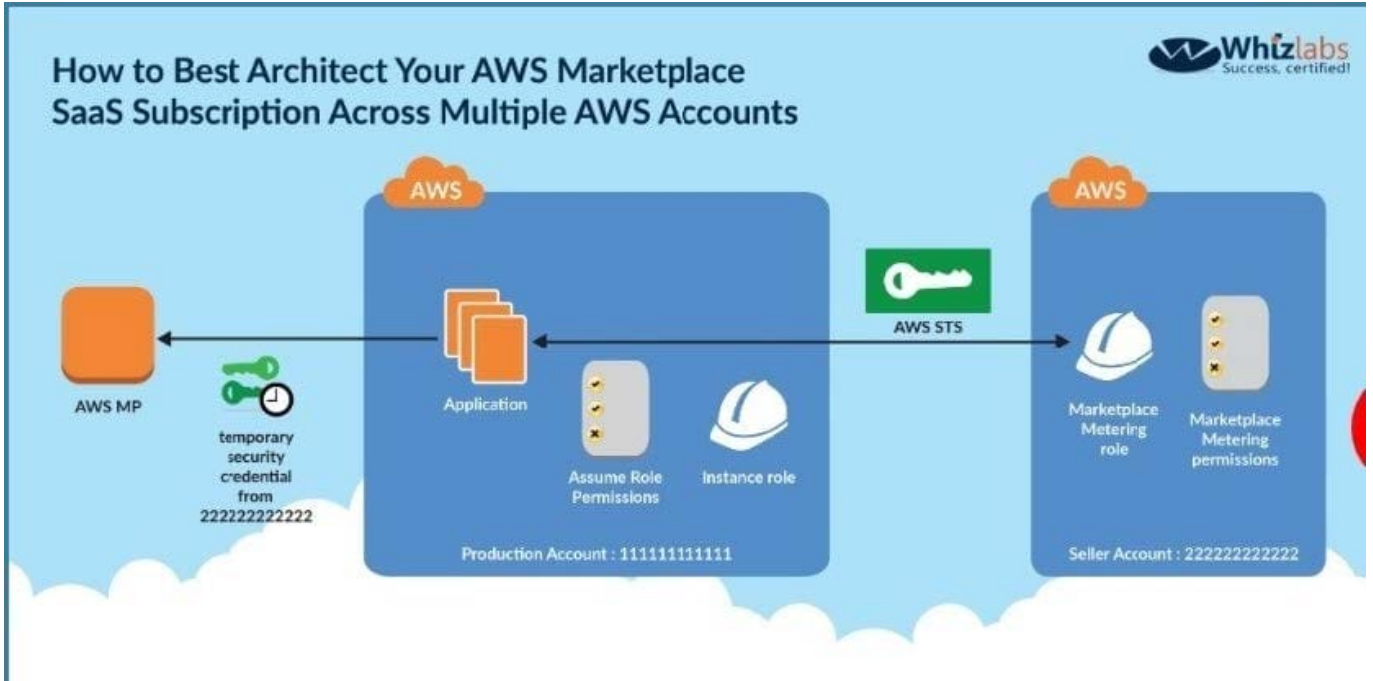 How to Best Architect Your AWS Marketplace
SaaS Subscription Across Multiple AWS Accounts
Whizlabs
Success, certified!
AWS
AWS
AWS STS
AWS MP
temporary
security
credential
from
222222222222
Application
Assume Role
Permissions
Instance role
Marketplace
Metering
role
Marketplace
Metering
permissions
Production Account : 111111111111
Seller Account : 222222222222